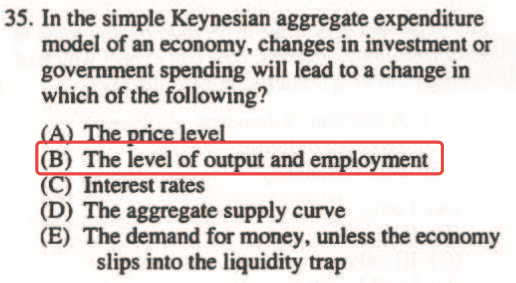 35. In the simple Keynesian aggregate expenditure
model of an economy, changes in investment or
government spending will lead to a change in
which of the following?
(A) The price level
(B) The level of output and employment
(C) Interest rates
(D) The aggregate supply curve
(E) The demand for money, unless the economy
slips into the liquidity trap